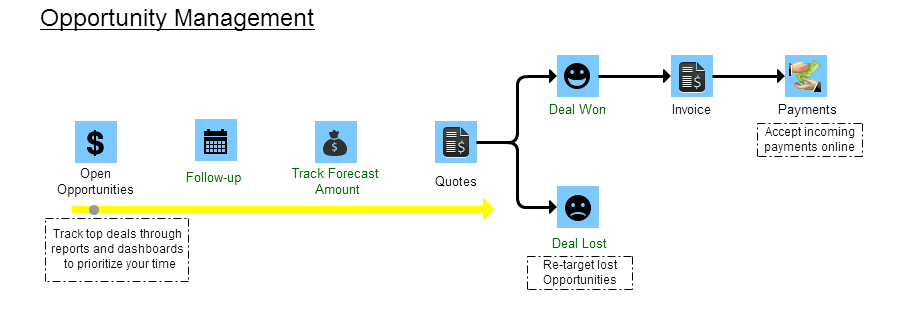 Opportunity Management
Open
Opportunities
Follow-up
Track Forecast
Amount
Quotes
Track top deals through
reports and dashboards
to prioritize your time
Deal Won
Invoice
Payments
Accept incoming
payments online
Deal Lost
Re-target lost
Opportunities